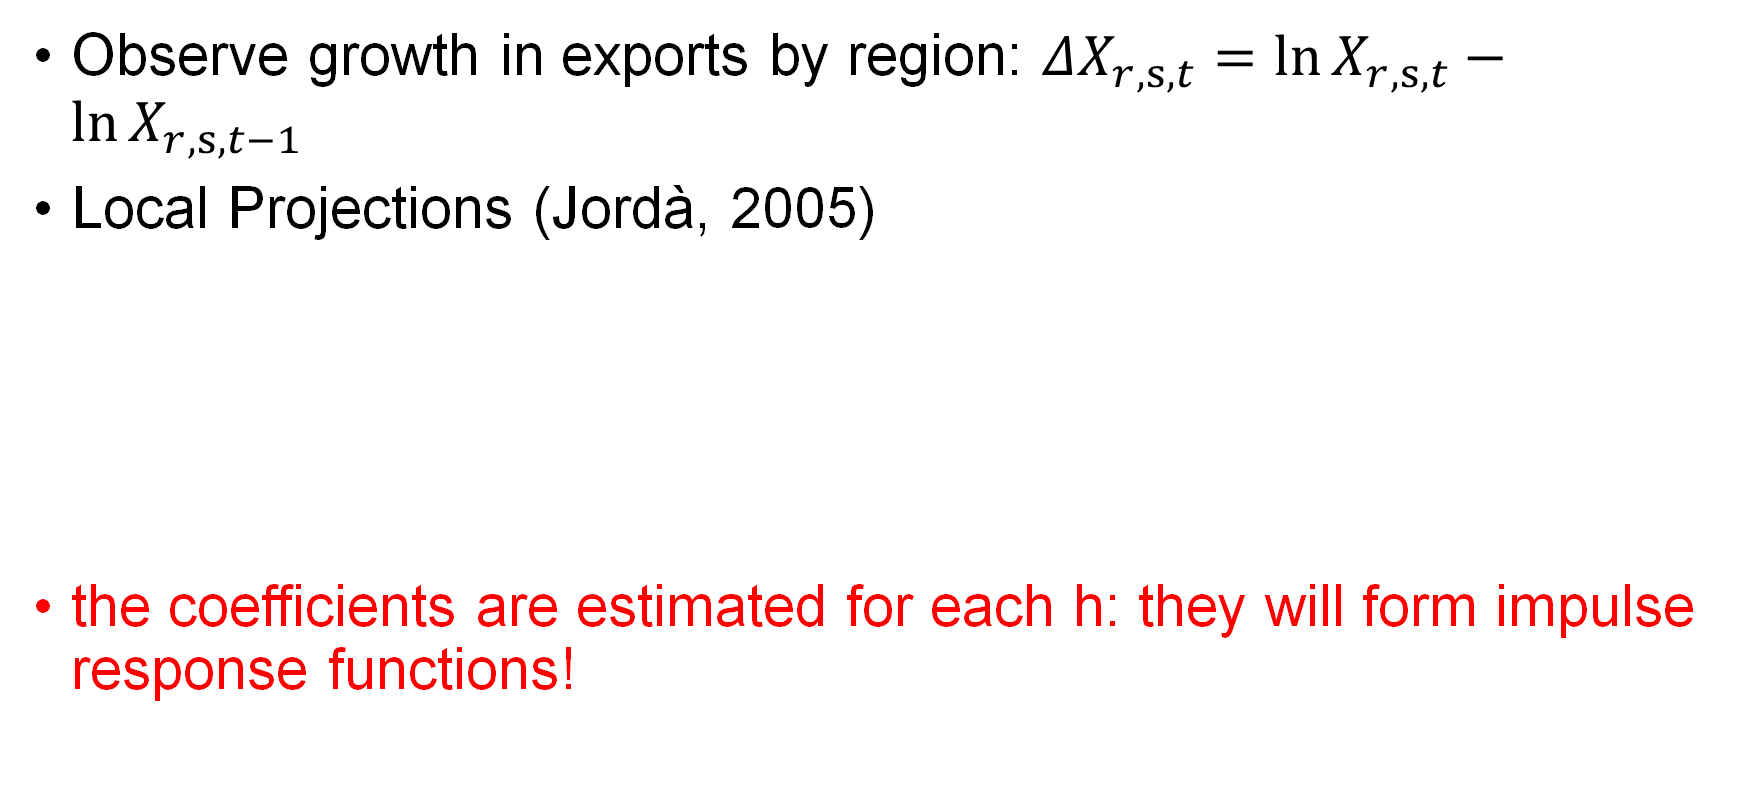 • Observe growth in exports by region: ΔX_{r,s,t} = ln X_{r,s,t} −
ln X_{r,s,t−1}
• Local Projections (Jordà, 2005)
• the coefficients are estimated for each h: they will form impulse
response functions!